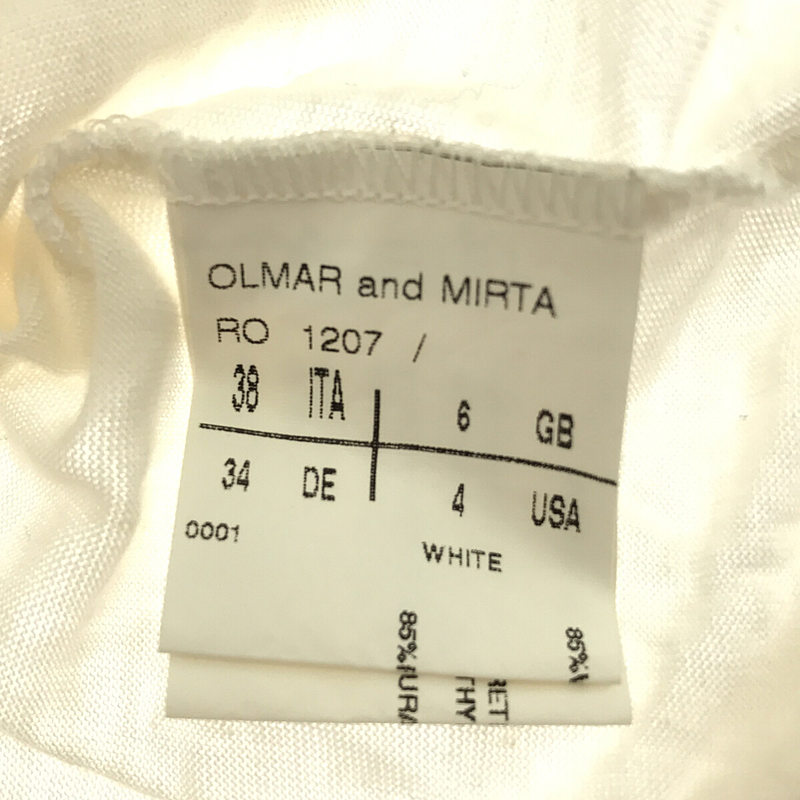 OLMAR and MIRTA
RO 1207 /
38 ITA 6 GB
34 DE 4 USA
0001
WHITE
85%
85%